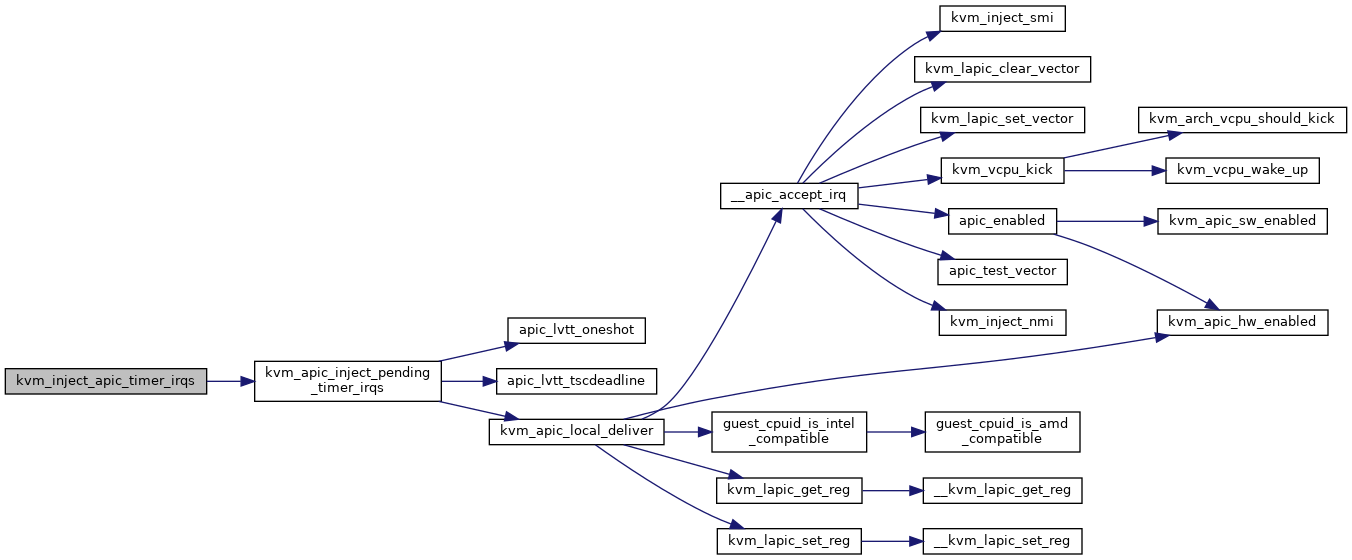 kvm_inject_smi
kvm_lapic_clear_vector
kvm_lapic_set_vector
kvm_arch_vcpu_should_kick
kvm_vcpu_kick
kvm_vcpu_wake_up
__apic_accept_irq
apic_enabled
kvm_apic_sw_enabled
apic_test_vector
kvm_inject_nmi
kvm_apic_hw_enabled
apic_lvtt_oneshot
kvm_inject_apic_timer_irqs
kvm_apic_inject_pending
_timer_irqs
apic_lvtt_tscdeadline
kvm_apic_local_deliver
guest_cpuid_is_intel
_compatible
guest_cpuid_is_amd
_compatible
kvm_lapic_get_reg
__kvm_lapic_get_reg
kvm_lapic_set_reg
__kvm_lapic_set_reg